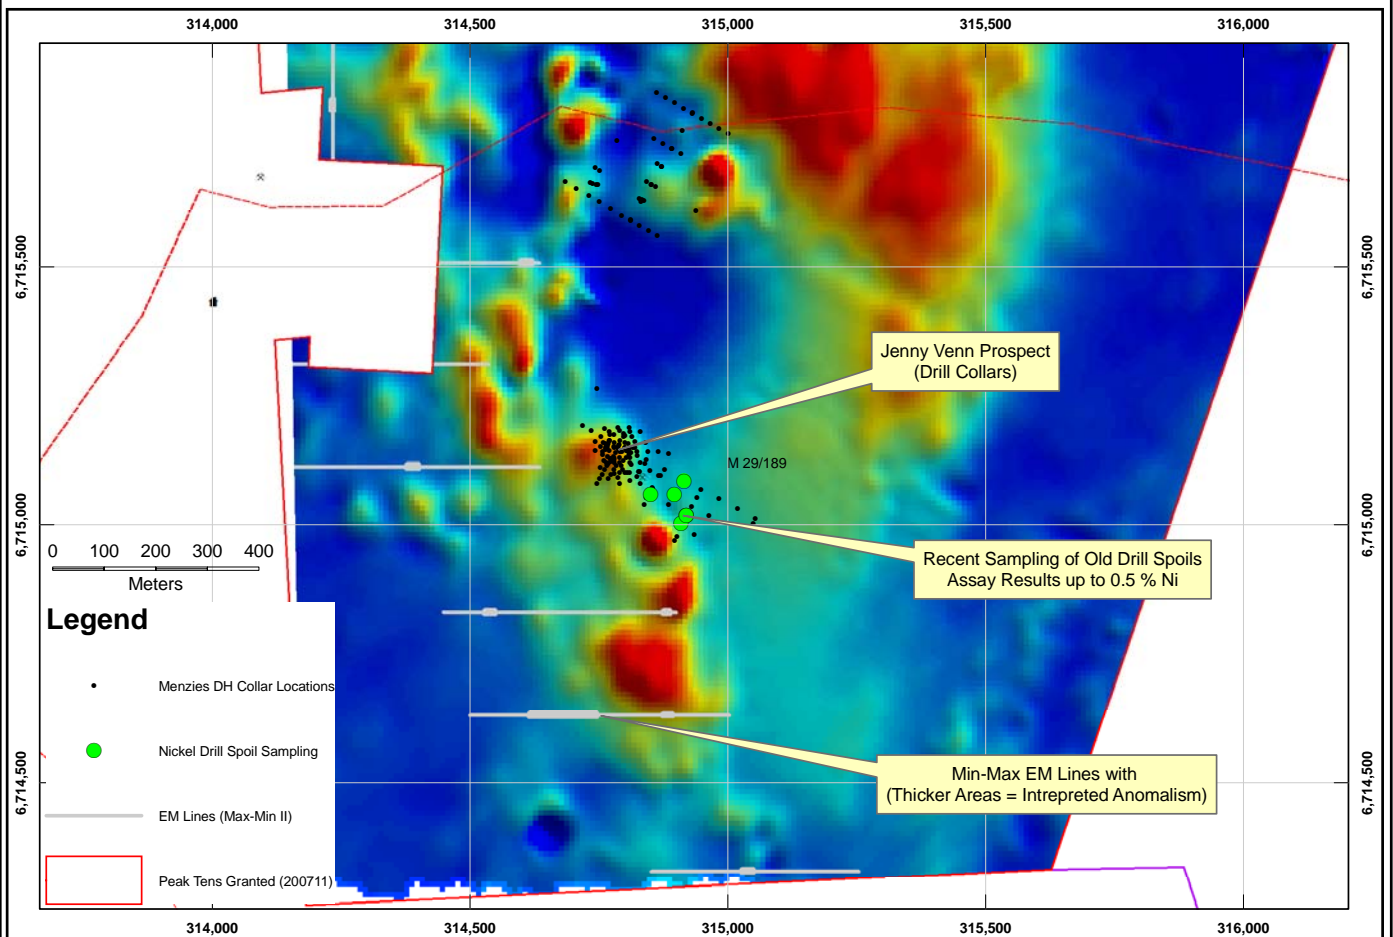 314,000
314,500
315,000
315,500
316,000
6,715,500
6,715,500
Jenny Venn Prospect
(Drill Collars)
M 29/189
6,715,000
6,715,000
0 100 200 300 400
Meters
Recent Sampling of Old Drill Spoils
Assay Results up to 0.5 % Ni
Legend
Menzies DH Collar Locations
Nickel Drill Spoil Sampling
EM Lines (Max-Min II)
Peak Tens Granted (200711)
Min-Max EM Lines with
(Thicker Areas = Intrepreted Anomalism)
6,714,500
6,714,500
314,000
314,500
315,000
315,500
316,000